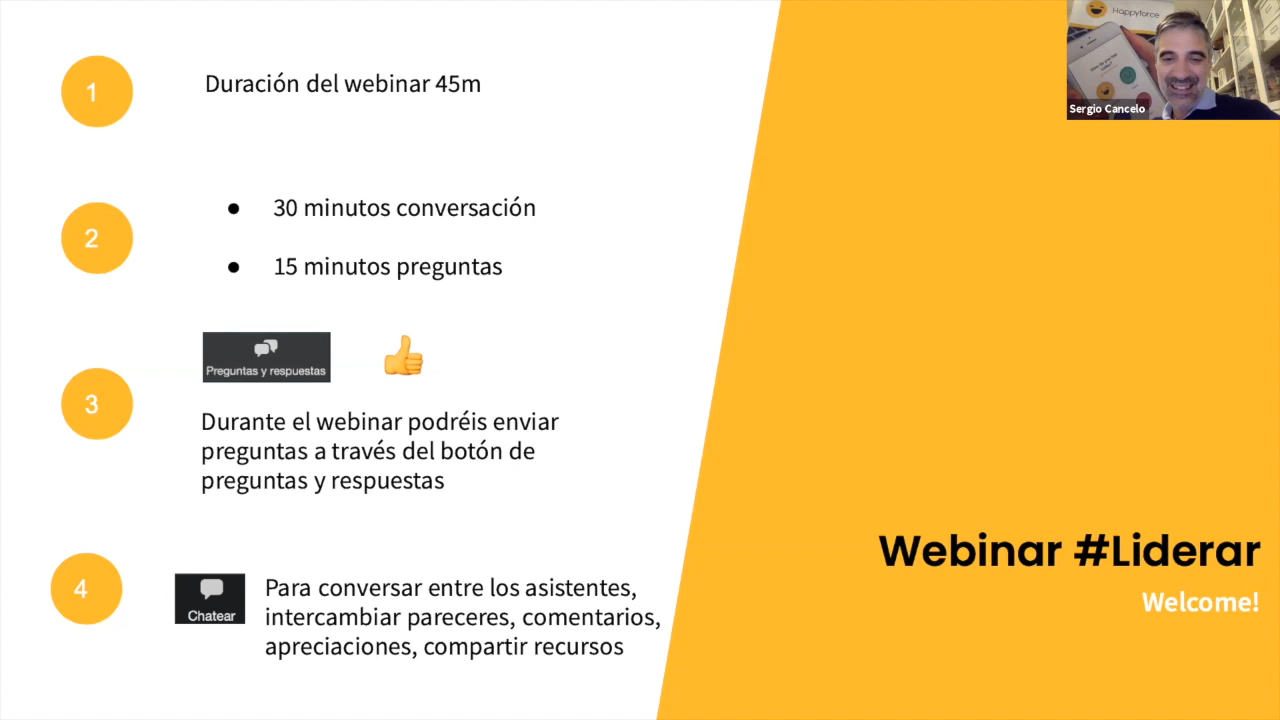 1
Duración del webinar 45m
2
● 30 minutos conversación
● 15 minutos preguntas
3
Preguntas y respuestas
Durante el webinar podréis enviar
preguntas a través del botón de
preguntas y respuestas
4
Chatear
Para conversar entre los asistentes,
intercambiar pareceres, comentarios,
apreciaciones, compartir recursos
Happyforce
Sergio Cancelo
Webinar #Liderar
Welcome!